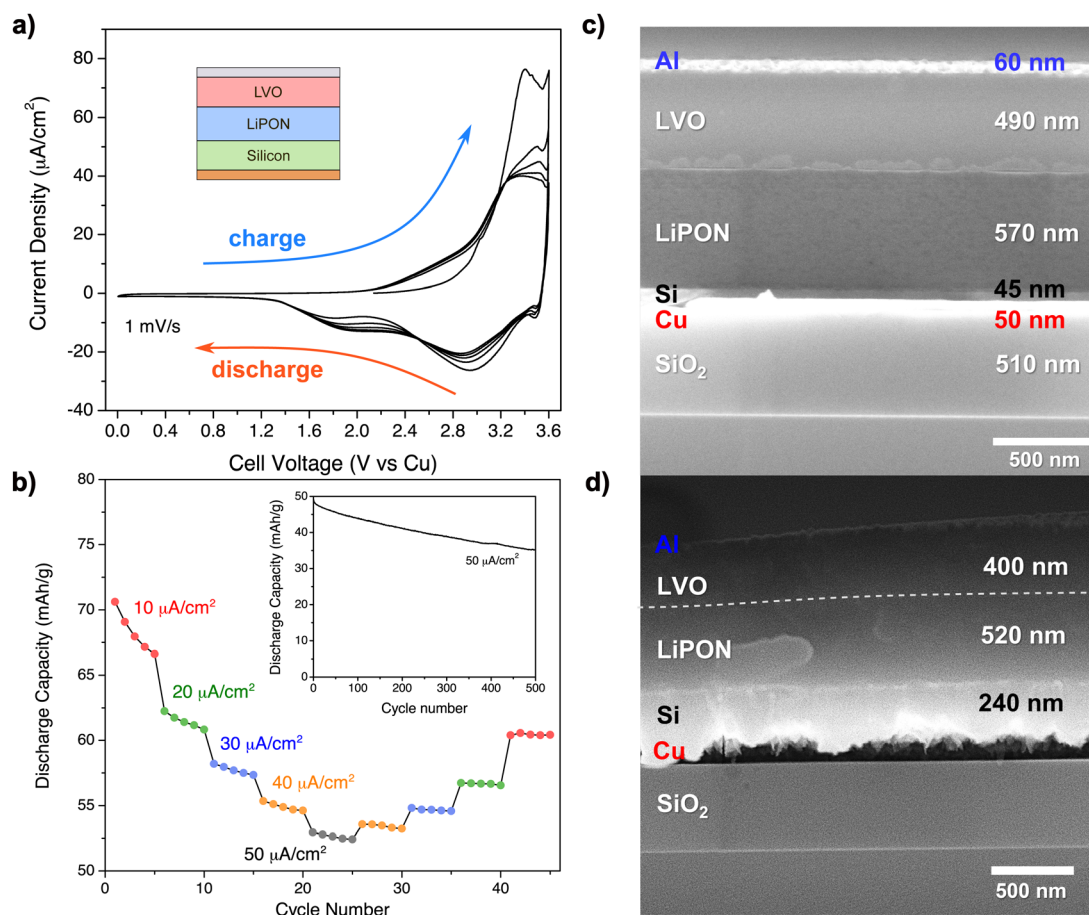 a)
80
60
40
20
0
-20
-40
Current Density (µA/cm²)
LVO
LiPON
Silicon
charge
1 mV/s
discharge
0.0
0.4
0.8
1.2
1.6
2.0
2.4
2.8
3.2
3.6
Cell Voltage (V vs Cu)
b)
80
75
70
65
60
55
50
Discharge Capacity (mAh/g)
10 µA/cm²
20 µA/cm²
30 µA/cm²
40 µA/cm²
50 µA/cm²
0
10
20
30
40
Cycle Number
50
40
30
20
10
0
Discharge Capacity (mAh/g)
50 µA/cm²
0
100
200
300
400
500
Cycle number
c)
Al 60 nm
LVO 490 nm
LiPON 570 nm
Si 45 nm
Cu 50 nm
SiO₂ 510 nm
500 nm
d)
Al
LVO 400 nm
LiPON 520 nm
Si 240 nm
Cu
SiO₂
500 nm